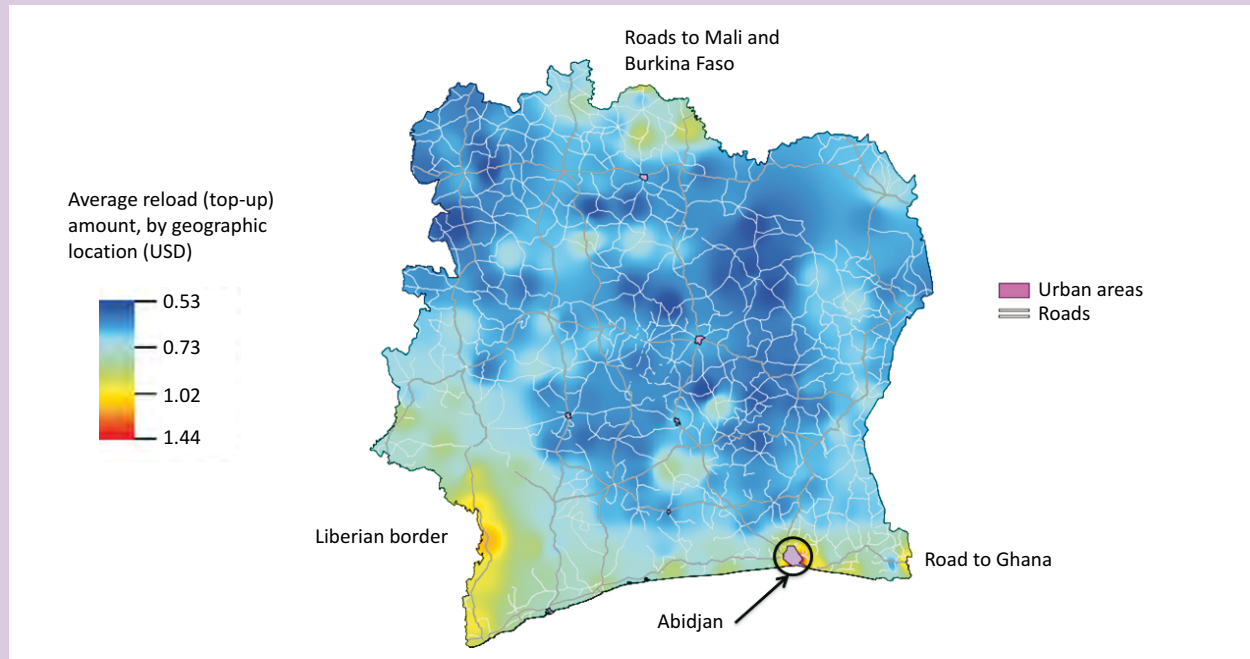 Roads to Mali and
Burkina Faso
Average reload (top-up)
amount, by geographic
location (USD)
0.53
0.73
1.02
1.44
Urban areas
Roads
Liberian border
Road to Ghana
Abidjan